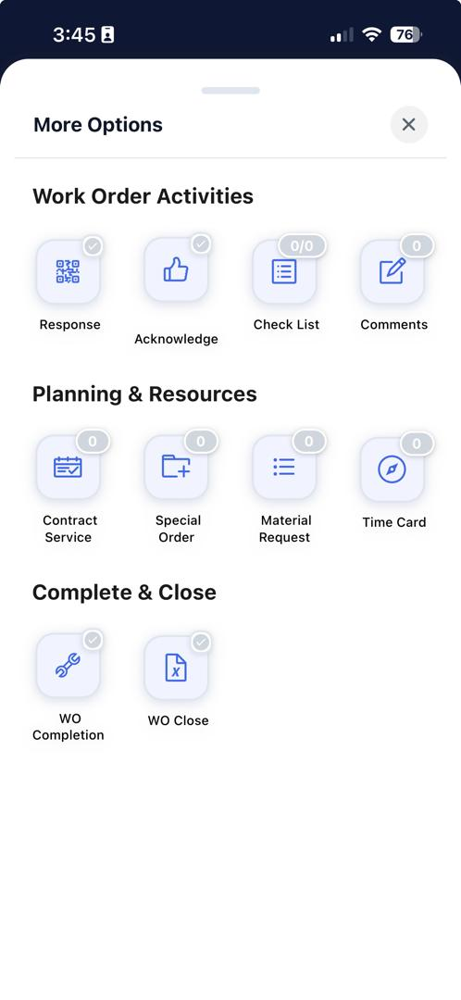 3:45
76
More Options
Work Order Activities
0/0
0
Response
Acknowledge
Check List
Comments
Planning & Resources
0
0
0
0
Contract
Service
Special
Order
Material
Request
Time Card
Complete & Close
X
WO
Completion
WO Close